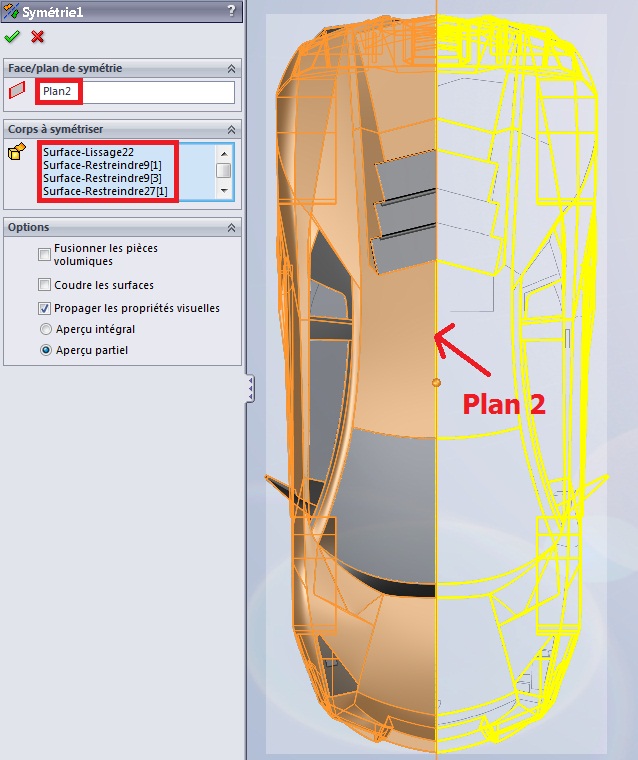 Symétrie1 ?
Face/plan de symétrie
Plan2
Corps à symétriser
Surface-Lissage22
Surface-Restreindre9[1]
Surface-Restreindre9[3]
Surface-Restreindre27[1]
Options
Fusionner les pièces
volumiques
Coudre les surfaces
Propager les propriétés visuelles
Aperçu intégral
Aperçu partiel
Plan 2